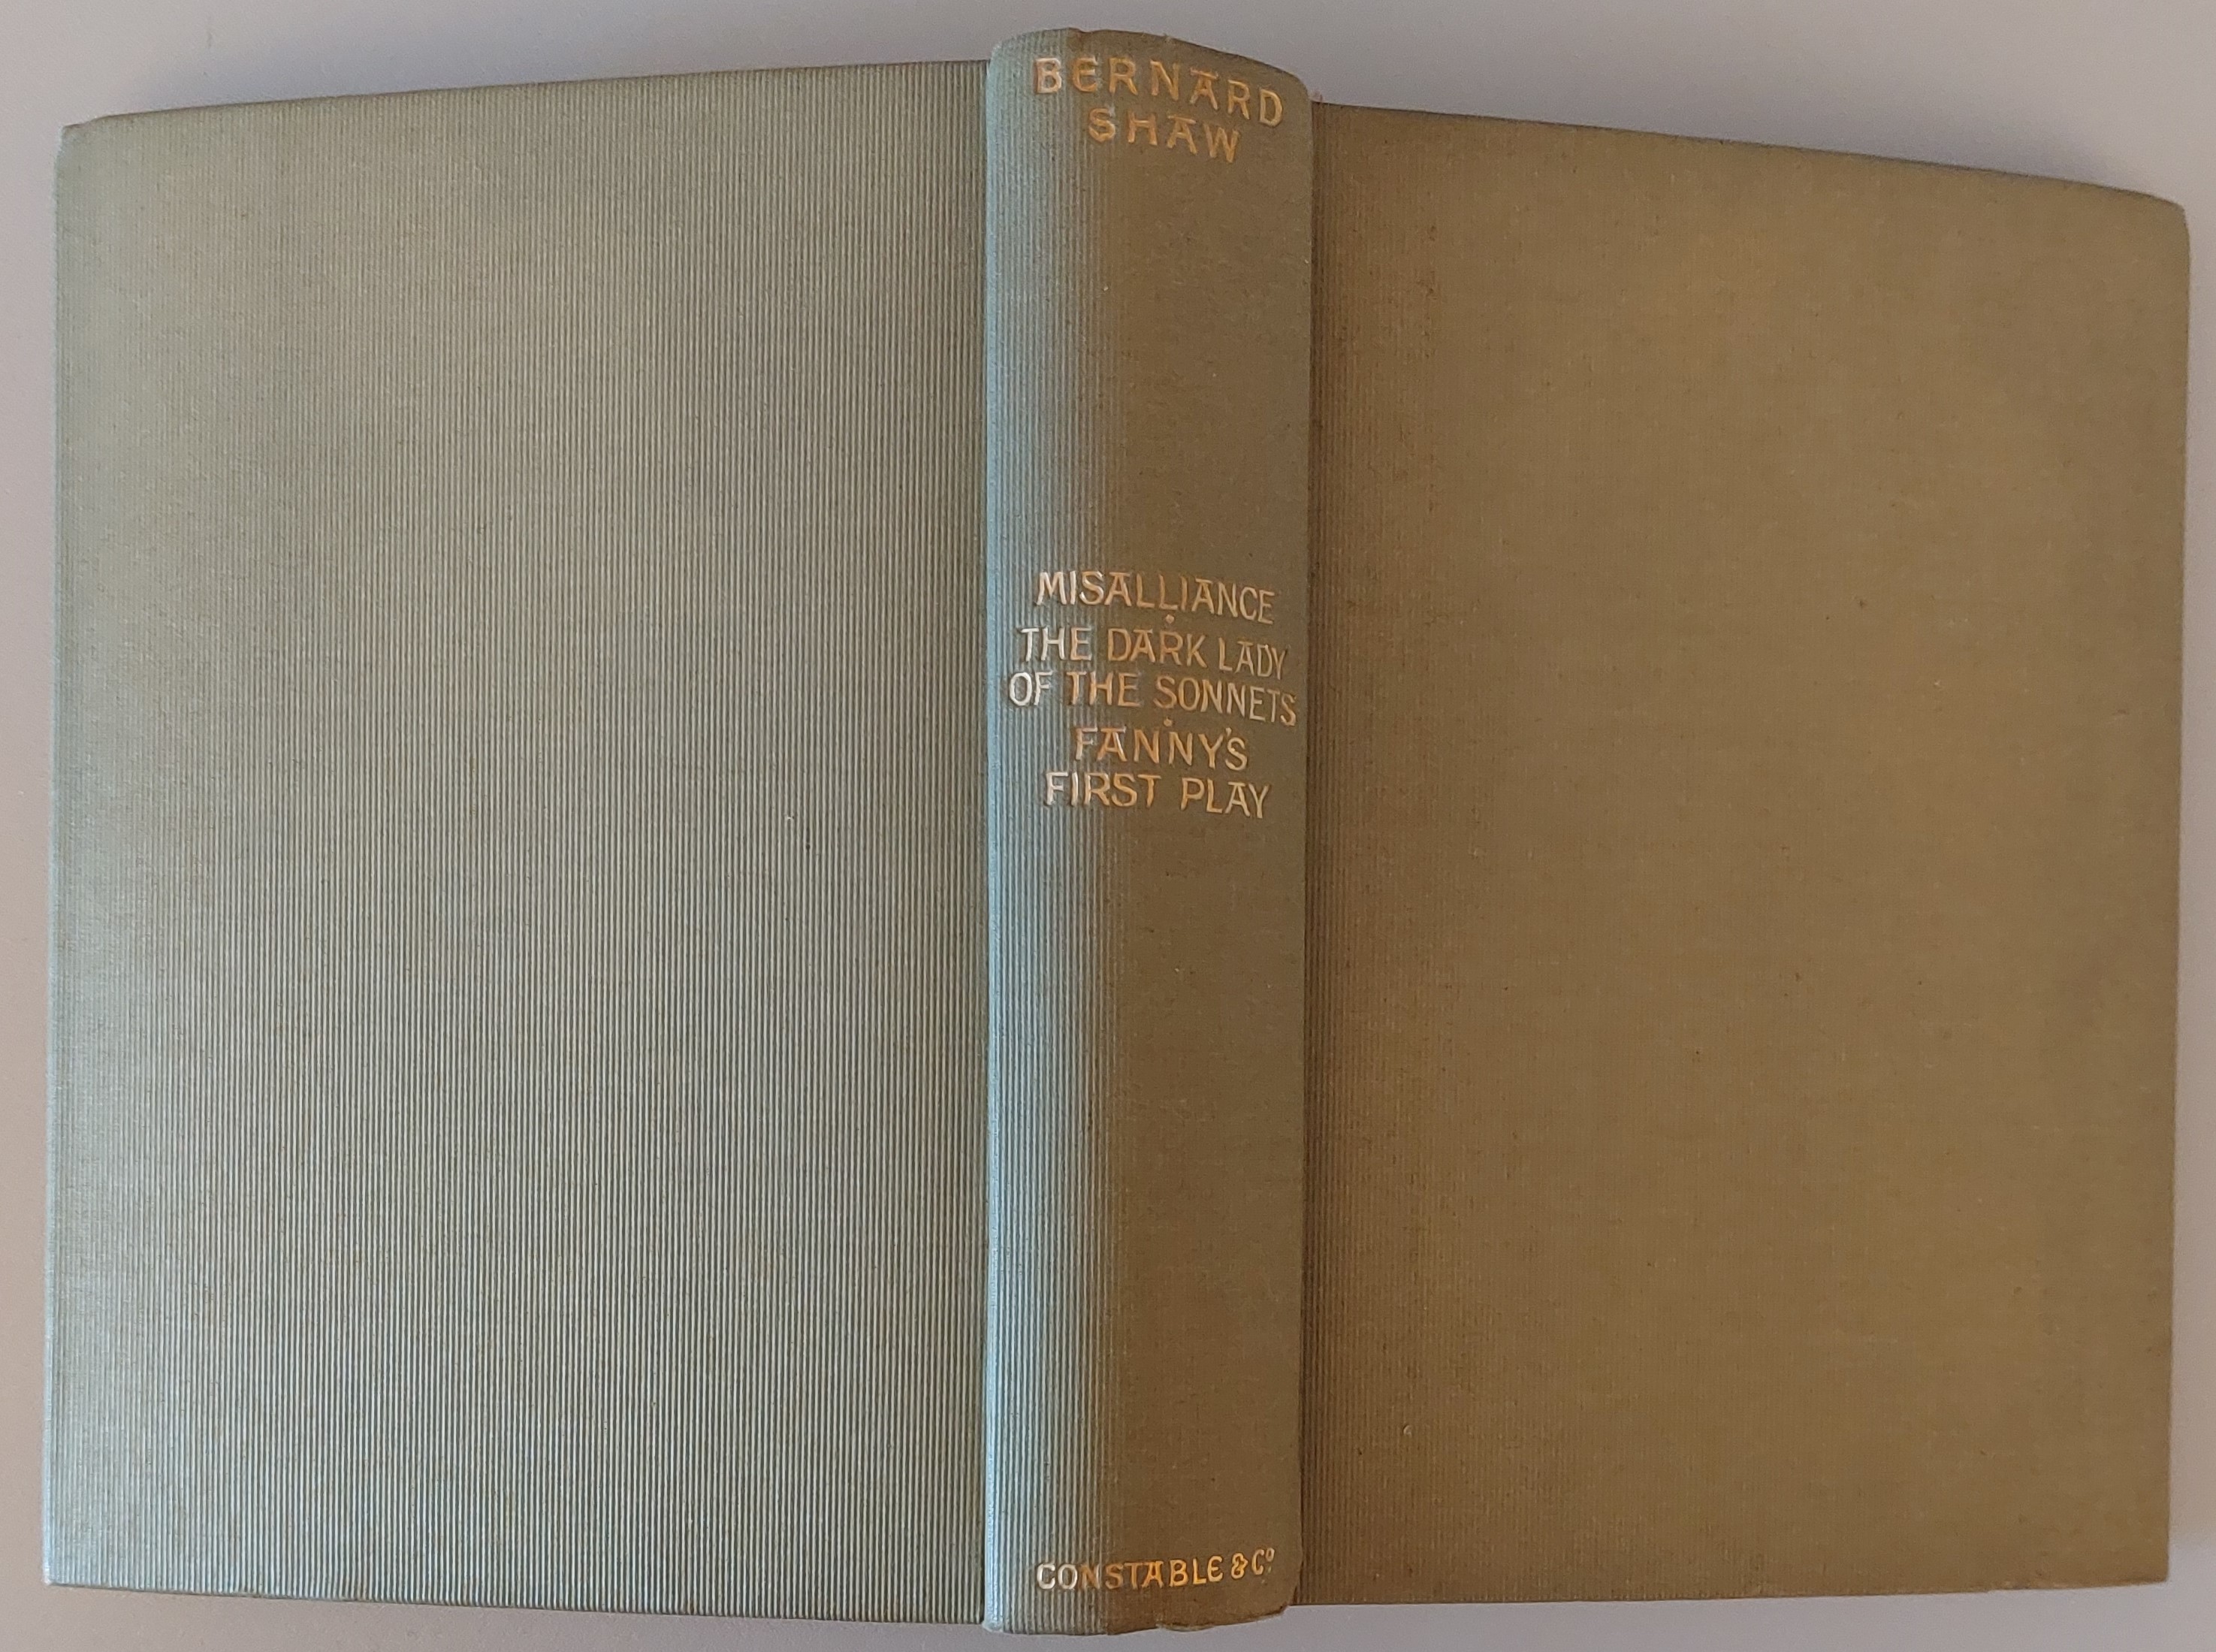 BERNARD
SHAW
MISALLIANCE
·
THE DARK LADY
OF THE SONNETS
·
FANNY'S
FIRST PLAY
CONSTABLE & Cº